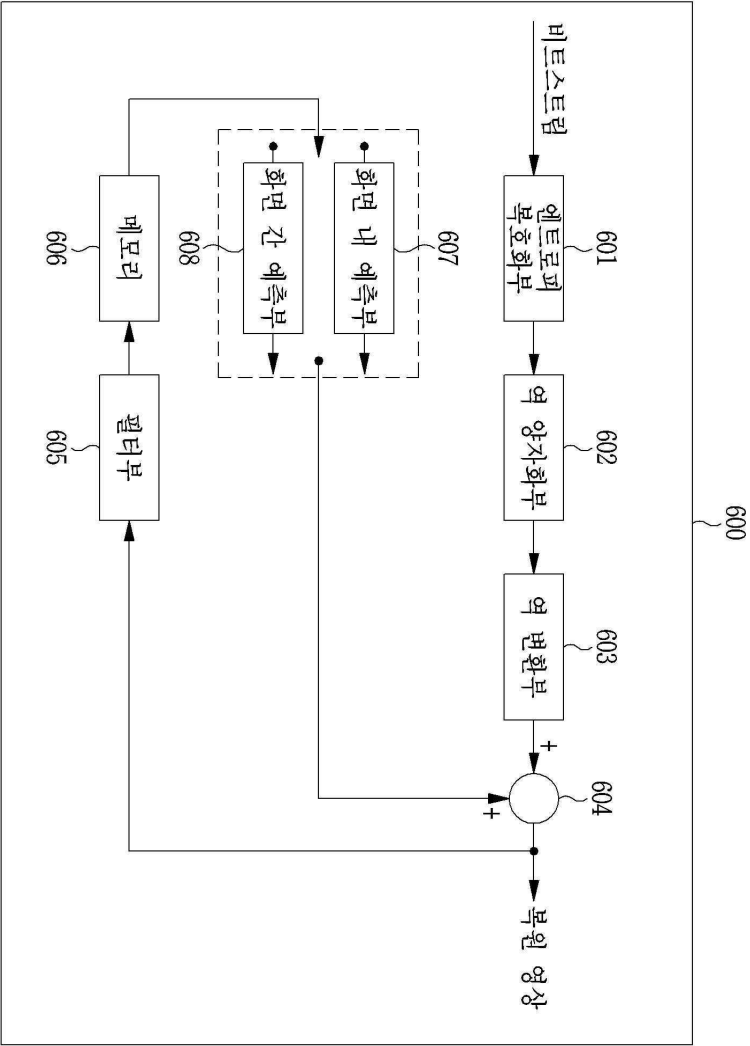 600
비트스트림
601
엔트로피
복호화부
602
역 양자화부
603
역 변환부
+
604
+
복원 영상
607
화면 내 예측부
608
화면 간 예측부
606
메모리
605
필터부